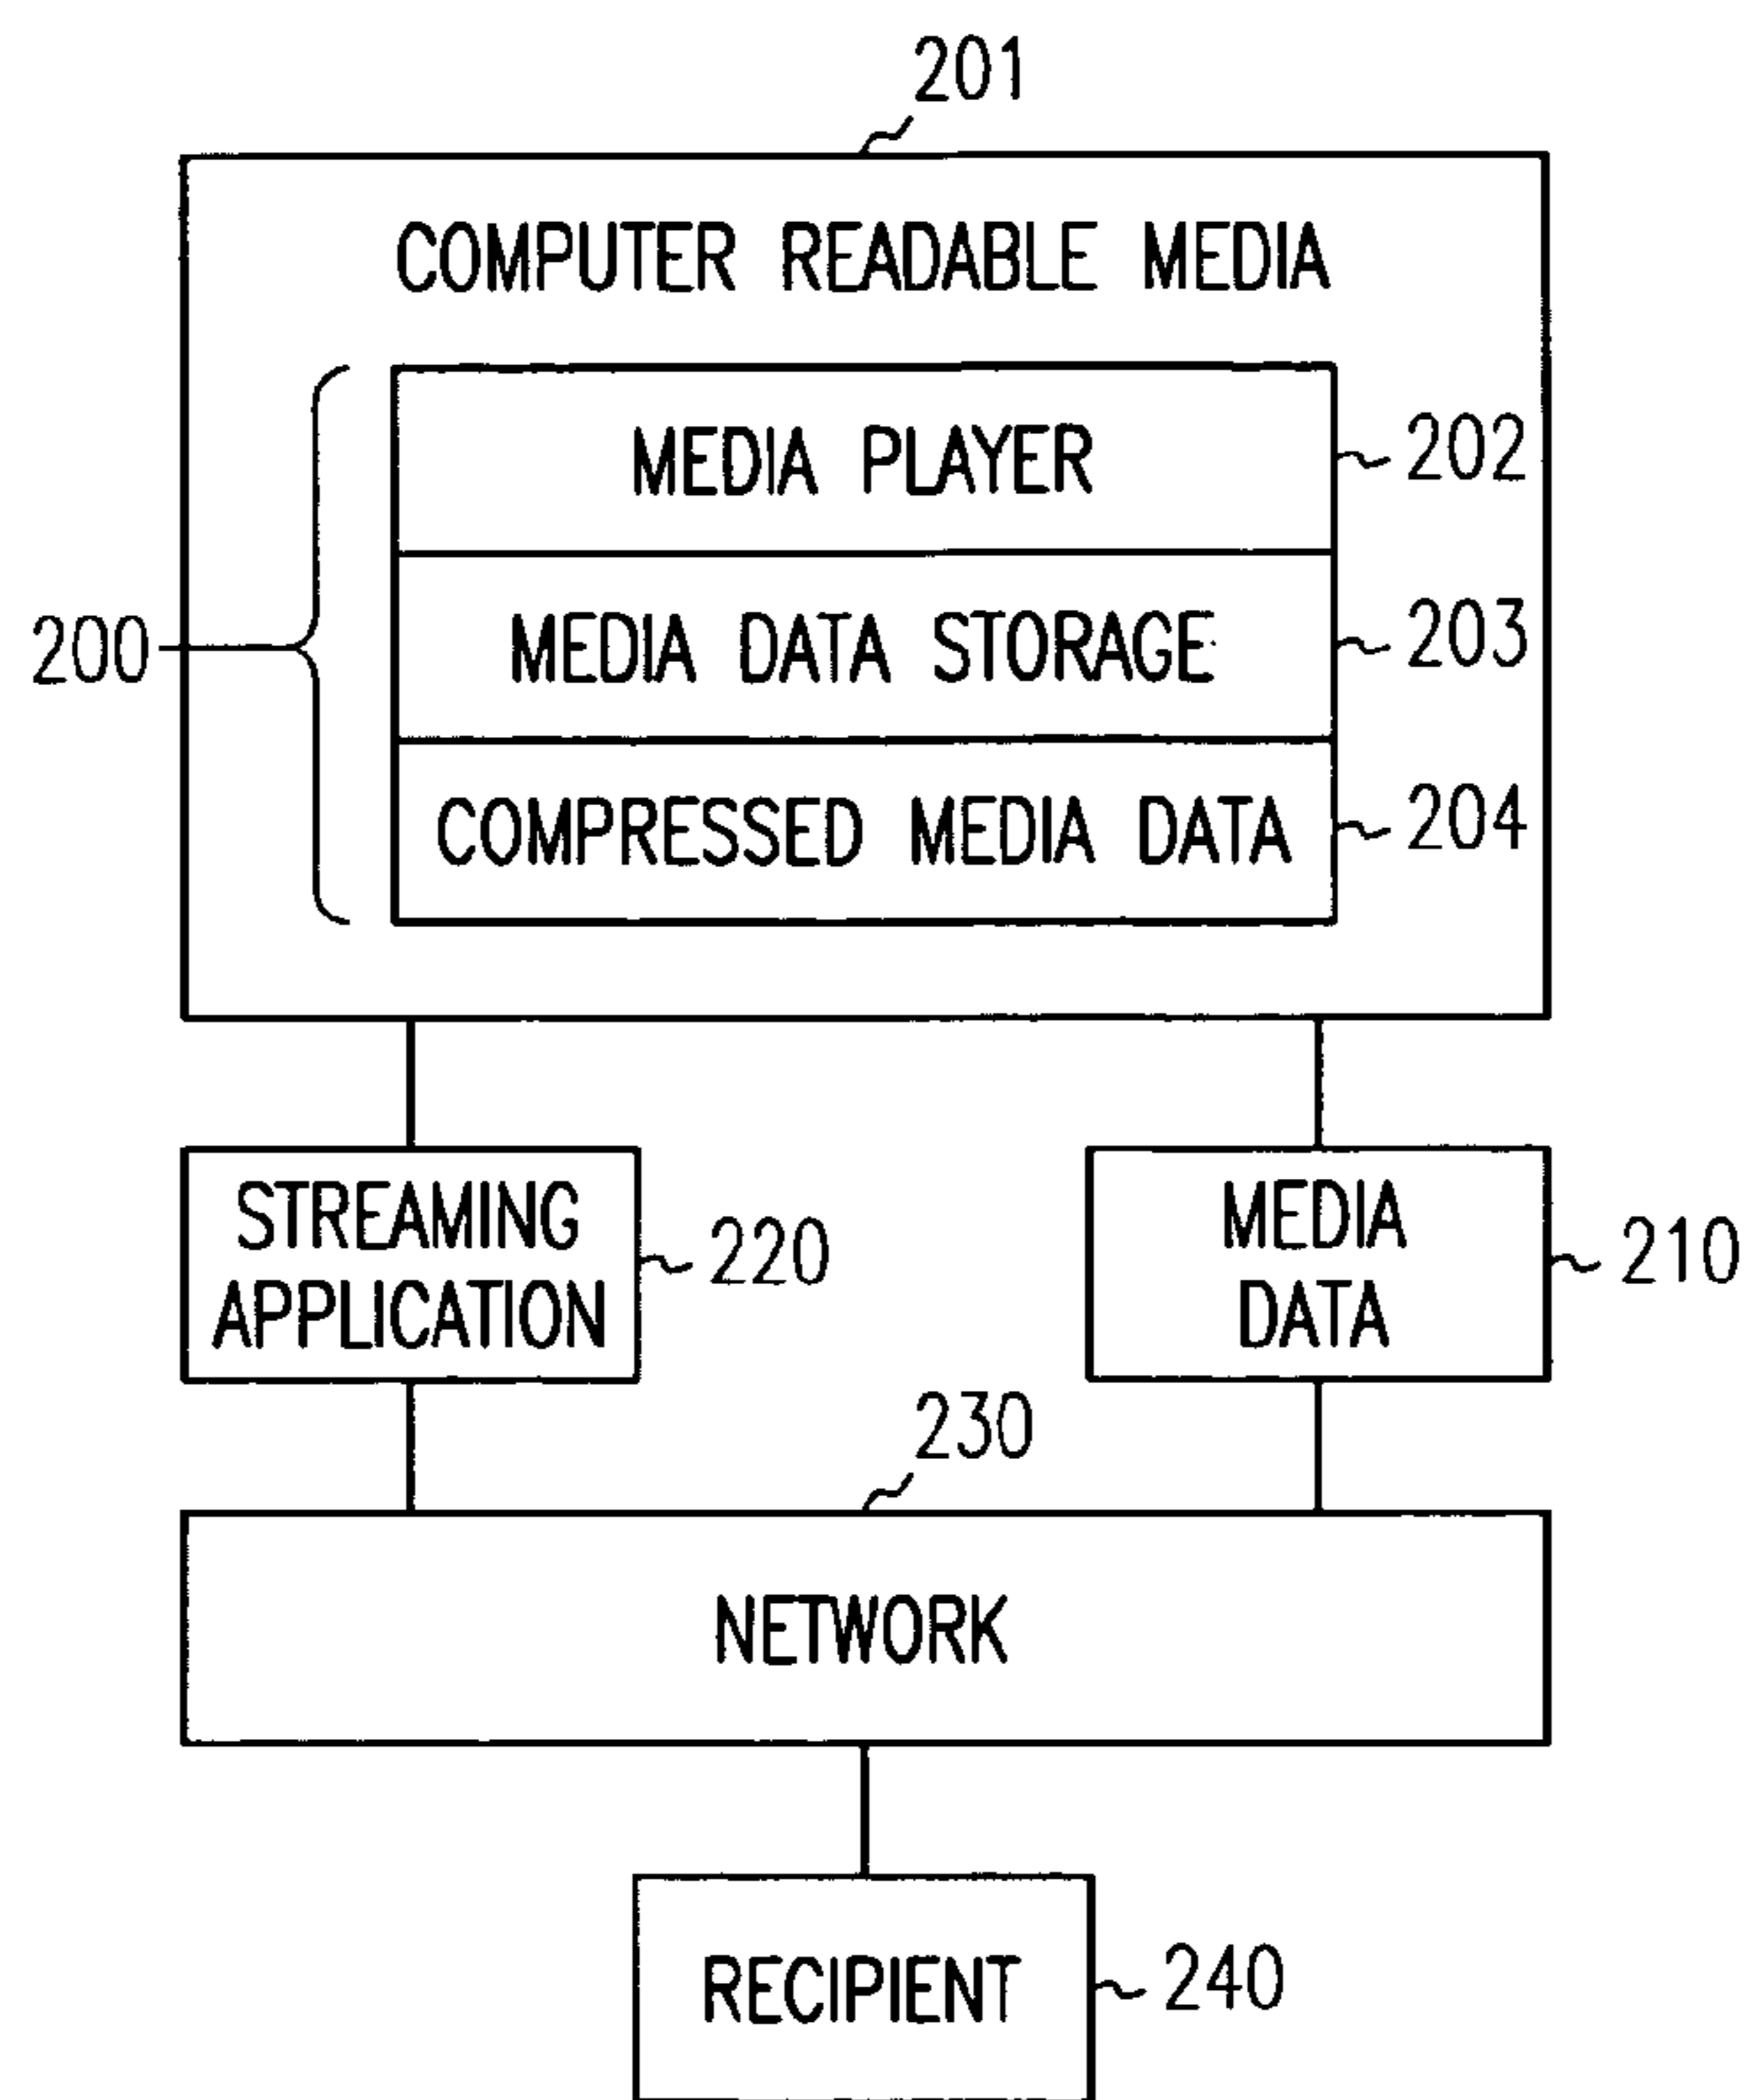 201
COMPUTER READABLE MEDIA
MEDIA PLAYER
202
200
MEDIA DATA STORAGE
203
COMPRESSED MEDIA DATA
204
STREAMING
APPLICATION
220
MEDIA
DATA
210
230
NETWORK
RECIPIENT
240